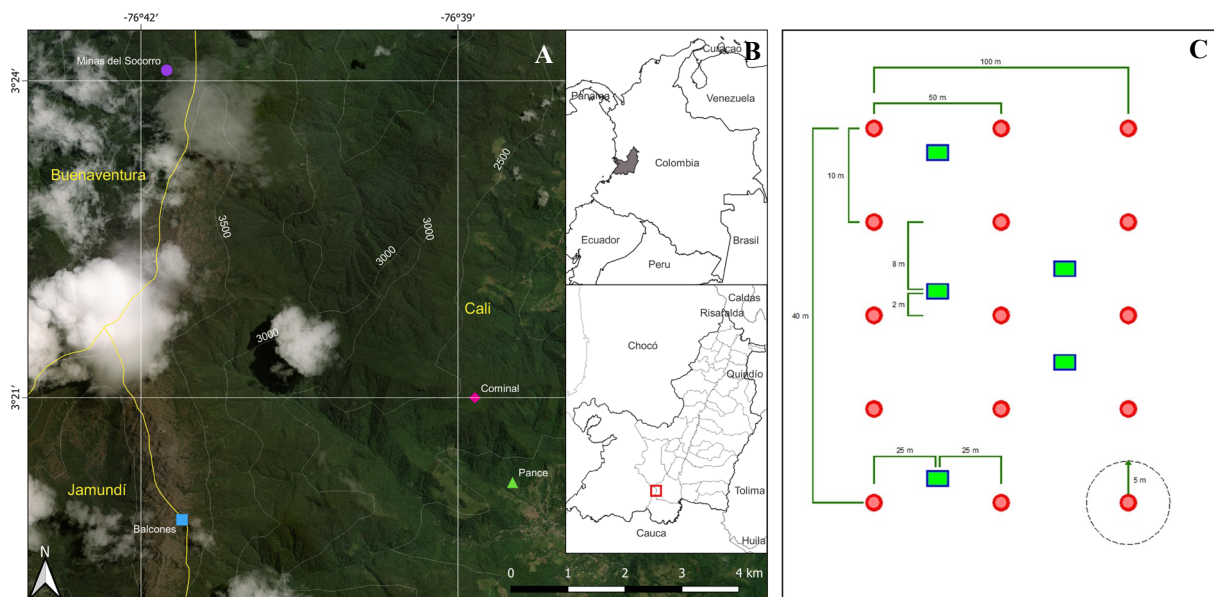 -76°42′
-76°39′
3°24′
3°21′
A
Minas del Socorro
Buenaventura
3500
3000
3000
2500
3000
Cali
Cominal
Pance
Jamundí
Balcones
N
0 1 2 3 4 km
B
Curaçao
Panamá
Venezuela
Colombia
Ecuador
Peru
Brasil
Caldas
Risaralda
Chocó
Quindío
Tolima
Cauca
Huila
C
100 m
50 m
10 m
8 m
2 m
40 m
25 m
25 m
5 m